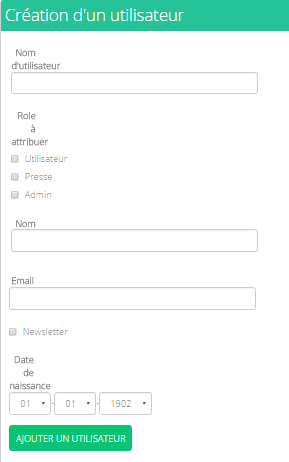 Création d'un utilisateur
Nom
d'utilisateur
Role
à
attribuer
Utilisateur
Presse
Admin
Nom
Email
Newsletter
Date
de
naissance
01 - 01 - 1902
AJOUTER UN UTILISATEUR